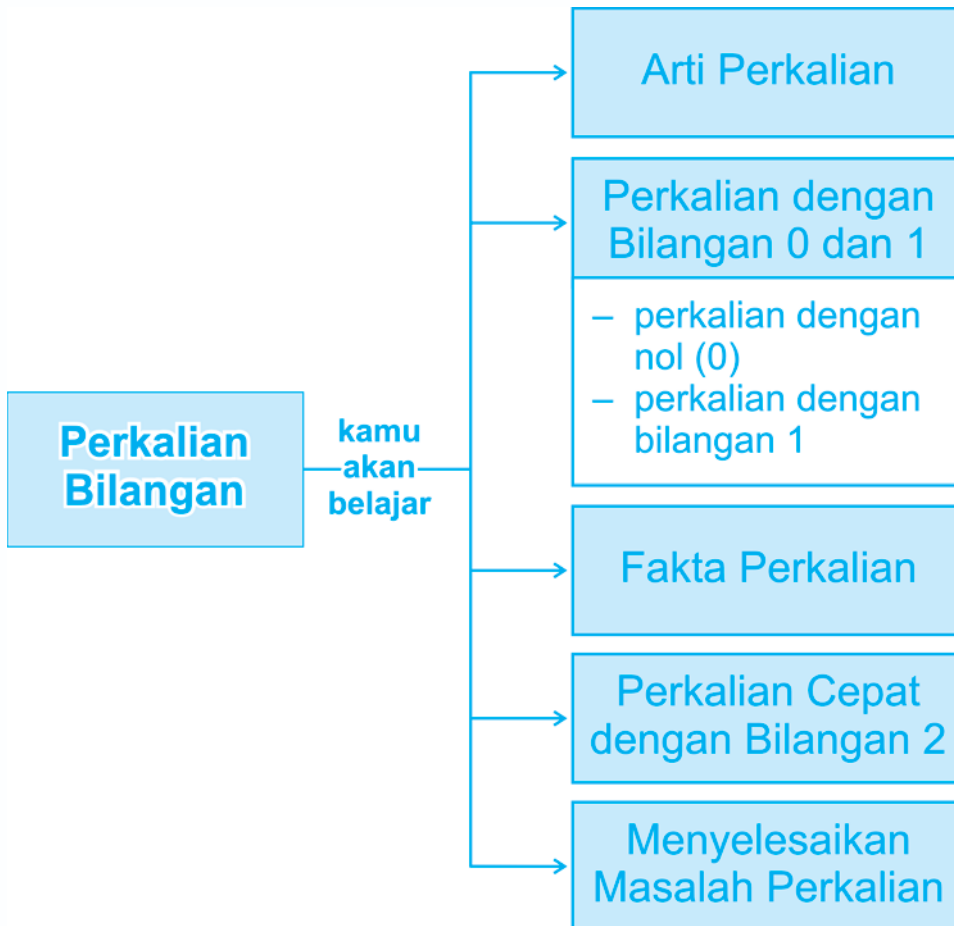 Perkalian
Bilangan
kamu
akan
belajar
Arti Perkalian
Perkalian dengan
Bilangan 0 dan 1
– perkalian dengan
nol (0)
– perkalian dengan
bilangan 1
Fakta Perkalian
Perkalian Cepat
dengan Bilangan 2
Menyelesaikan
Masalah Perkalian